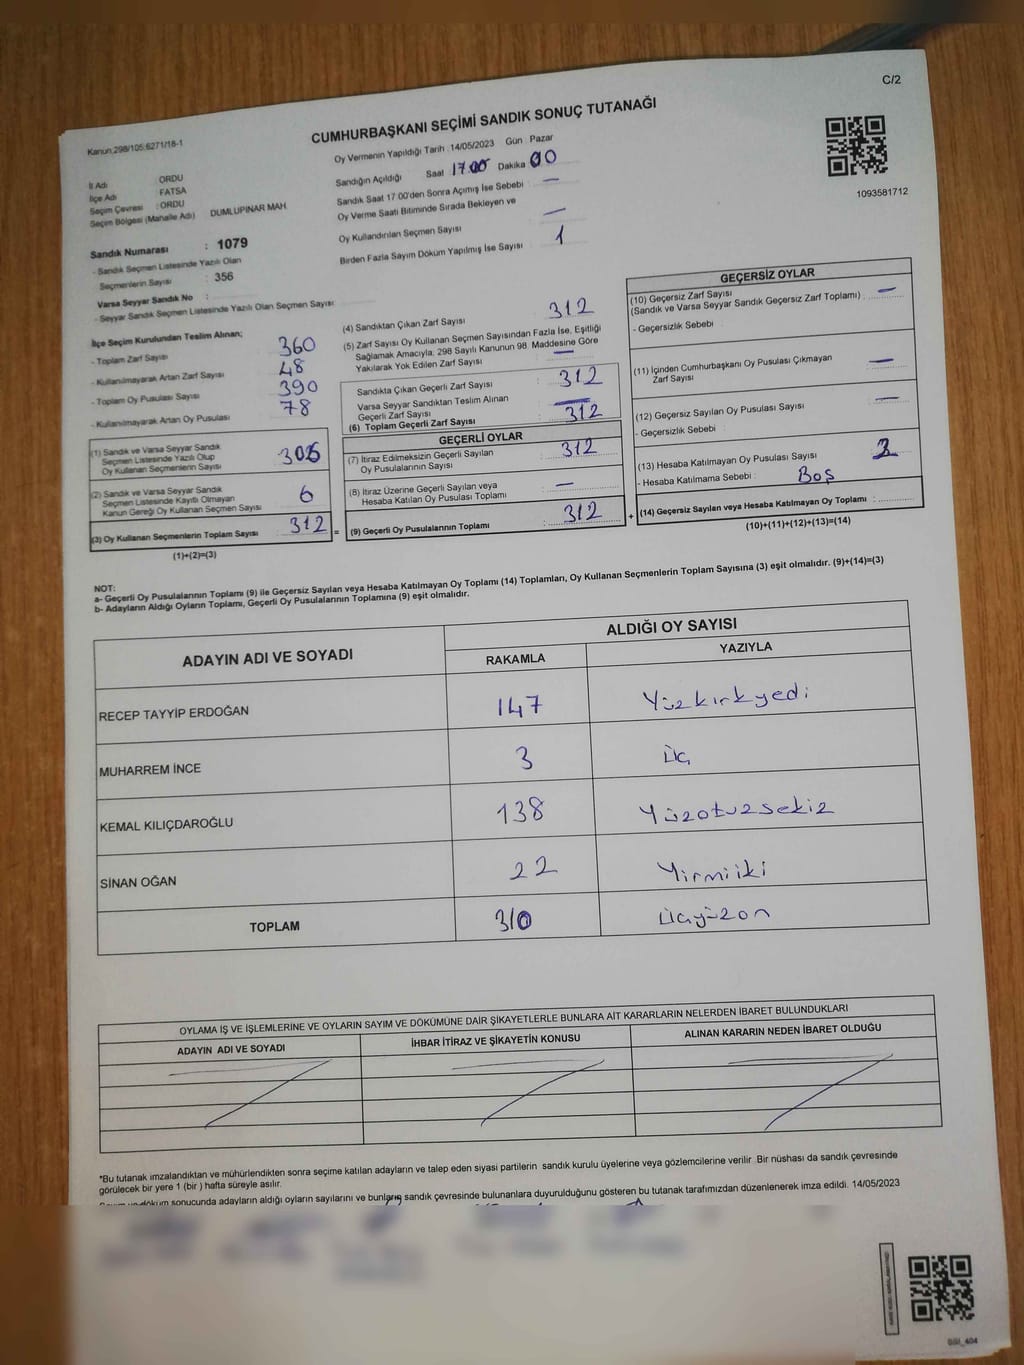 C/2
Kanun:298/105,6271/18-1
CUMHURBAŞKANI SEÇİMİ SANDIK SONUÇ TUTANAĞI
1093581712
İl Adı : ORDU
İlçe Adı : FATSA
Seçim Çevresi : ORDU
Seçim Bölgesi (Mahalle Adı) DUMLUPINAR MAH.
Sandık Numarası : 1079
- Sandık Seçmen Listesinde Yazılı Olan
Seçmenlerin Sayısı : 356
Varsa Seyyar Sandık No :
- Seyyar Sandık Seçmen Listesinde Yazılı Olan Seçmen Sayısı
Oy Vermenin Yapıldığı Tarih : 14/05/2023 Gün : Pazar
Sandığın Açıldığı Saat 17.00 Dakika 00
Sandık Saat 17.00'den Sonra Açımış İse Sebebi : —
Oy Verme Saati Bitiminde Sırada Bekleyen ve
Oy Kullandırılan Seçmen Sayısı : —
Birden Fazla Sayım Döküm Yapılmış İse Sayısı : 1
İlçe Seçim Kurulundan Teslim Alınan;
- Toplam Zarf Sayısı : 360
- Kullanılmayarak Artan Zarf Sayısı : 48
- Toplam Oy Pusulası Sayısı : 390
- Kullanılmayarak Artan Oy Pusulası : 78
(1) Sandık ve Varsa Seyyar Sandık
Seçmen Listesinde Yazılı Olup
Oy Kullanan Seçmenlerin Sayısı
(2) Sandık ve Varsa Seyyar Sandık
Seçmen Listesinde Kayıtlı Olmayan
Kanun Gereği Oy Kullanan Seçmen Sayısı : 6
(3) Oy Kullanan Seçmenlerin Toplam Sayısı : 312 =
(1)+(2)=(3)
(4) Sandıktan Çıkan Zarf Sayısı : 312
(5) Zarf Sayısı Oy Kullanan Seçmen Sayısından Fazla İse, Eşitliği
Sağlamak Amacıyla, 298 Sayılı Kanunun 98. Maddesine Göre
Yakılarak Yok Edilen Zarf Sayısı : —
Sandıkta Çıkan Geçerli Zarf Sayısı : 312
Varsa Seyyar Sandıktan Teslim Alınan
Geçerli Zarf Sayısı : —
(6) Toplam Geçerli Zarf Sayısı : 312
GEÇERLİ OYLAR
(7) İtiraz Edilmeksizin Geçerli Sayılan
Oy Pusulalarının Sayısı : 312
(8) İtiraz Üzerine Geçerli Sayılan veya
Hesaba Katılan Oy Pusulası Toplamı : —
(9) Geçerli Oy Pusulalarının Toplamı : 312 +
GEÇERSİZ OYLAR
(10) Geçersiz Zarf Sayısı
(Sandık ve Varsa Seyyar Sandık Geçersiz Zarf Toplamı) : —
- Geçersizlik Sebebi :
(11) İçinden Cumhurbaşkanı Oy Pusulası Çıkmayan
Zarf Sayısı : —
(12) Geçersiz Sayılan Oy Pusulası Sayısı : —
- Geçersizlik Sebebi :
(13) Hesaba Katılmayan Oy Pusulası Sayısı :
- Hesaba Katılmama Sebebi : Boş
(14) Geçersiz Sayılan veya Hesaba Katılmayan Oy Toplamı :
(10)+(11)+(12)+(13)=(14)
NOT:
a- Geçerli Oy Pusulalarının Toplamı (9) ile Geçersiz Sayılan veya Hesaba Katılmayan Oy Toplamı (14) Toplamları, Oy Kullanan Seçmenlerin Toplam Sayısına (3) eşit olmalıdır. (9)+(14)=(3)
b- Adayların Aldığı Oyların Toplamı, Geçerli Oy Pusulalarının Toplamına (9) eşit olmalıdır.
ADAYIN ADI VE SOYADI ALDIĞI OY SAYISI
RAKAMLA YAZIYLA
RECEP TAYYİP ERDOĞAN 147 Yüzkırkyedi
MUHARREM İNCE 3 Üç
KEMAL KILIÇDAROĞLU 138 Yüzotuzsekiz
SİNAN OĞAN 22 Yirmiiki
TOPLAM 310 Üçyüzon
OYLAMA İŞ VE İŞLEMLERİNE VE OYLARIN SAYIM VE DÖKÜMÜNE DAİR ŞİKAYETLERLE BUNLARA AİT KARARLARIN NELERDEN İBARET BULUNDUKLARI
ADAYIN ADI VE SOYADI İHBAR İTİRAZ VE ŞİKAYETİN KONUSU ALINAN KARARIN NEDEN İBARET OLDUĞU
*Bu tutanak imzalandıktan ve mühürlendikten sonra seçime katılan adayların ve talep eden siyasi partilerin sandık kurulu üyelerine veya gözlemcilerine verilir. Bir nüshası da sandık çevresinde
görülecek bir yere 1 (bir) hafta süreyle asılır.
Sayım ve döküm sonucunda adayların aldığı oyların sayılarını ve bunların sandık çevresinde bulunanlara duyurulduğunu gösteren bu tutanak tarafımızdan düzenlenerek imza edildi. 14/05/2023